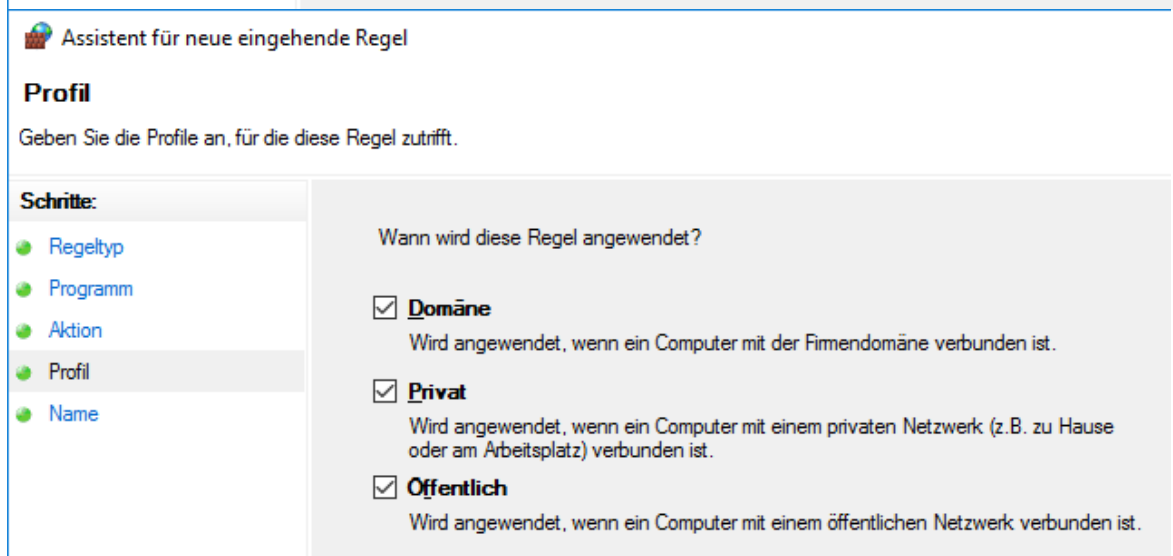 Assistent für neue eingehende Regel
Profil
Geben Sie die Profile an, für die diese Regel zutrifft.
Schritte:
Regeltyp
Programm
Aktion
Profil
Name
Wann wird diese Regel angewendet?
Domäne
Wird angewendet, wenn ein Computer mit der Firmendomäne verbunden ist.
Privat
Wird angewendet, wenn ein Computer mit einem privaten Netzwerk (z.B. zu Hause
oder am Arbeitsplatz) verbunden ist.
Öffentlich
Wird angewendet, wenn ein Computer mit einem öffentlichen Netzwerk verbunden ist.